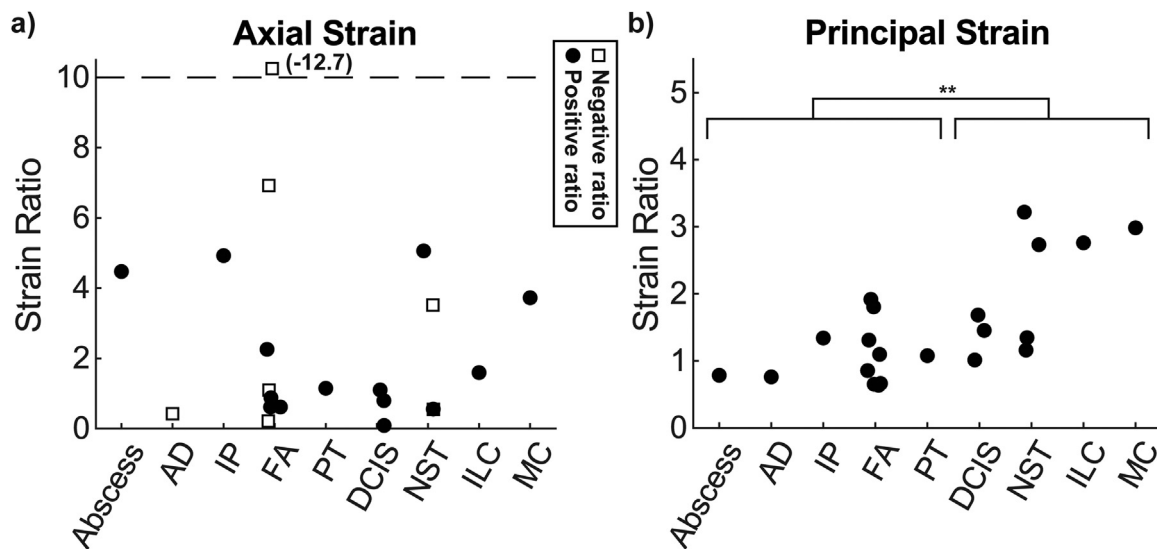 a)
Axial Strain
(-12.7)
10
8
6
4
2
0
Strain Ratio
Negative ratio
Positive ratio
Abscess
AD
IP
FA
PT
DCIS
NST
ILC
MC
b)
Principal Strain
**
5
4
3
2
1
0
Strain Ratio
Abscess
AD
IP
FA
PT
DCIS
NST
ILC
MC